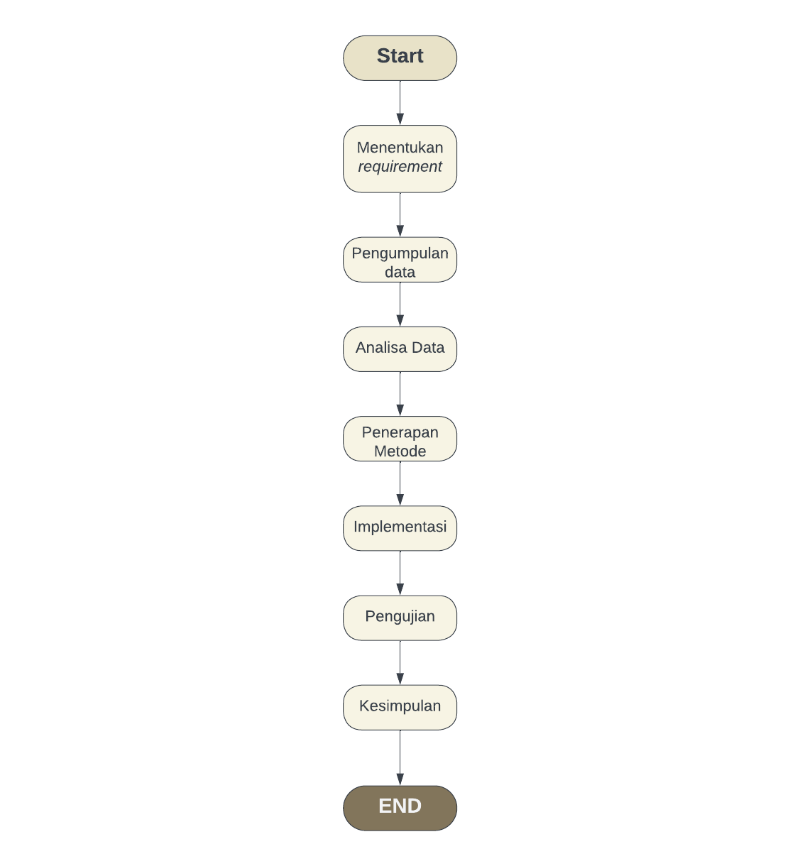 Start
Menentukan
requirement
Pengumpulan
data
Analisa Data
Penerapan
Metode
Implementasi
Pengujian
Kesimpulan
END